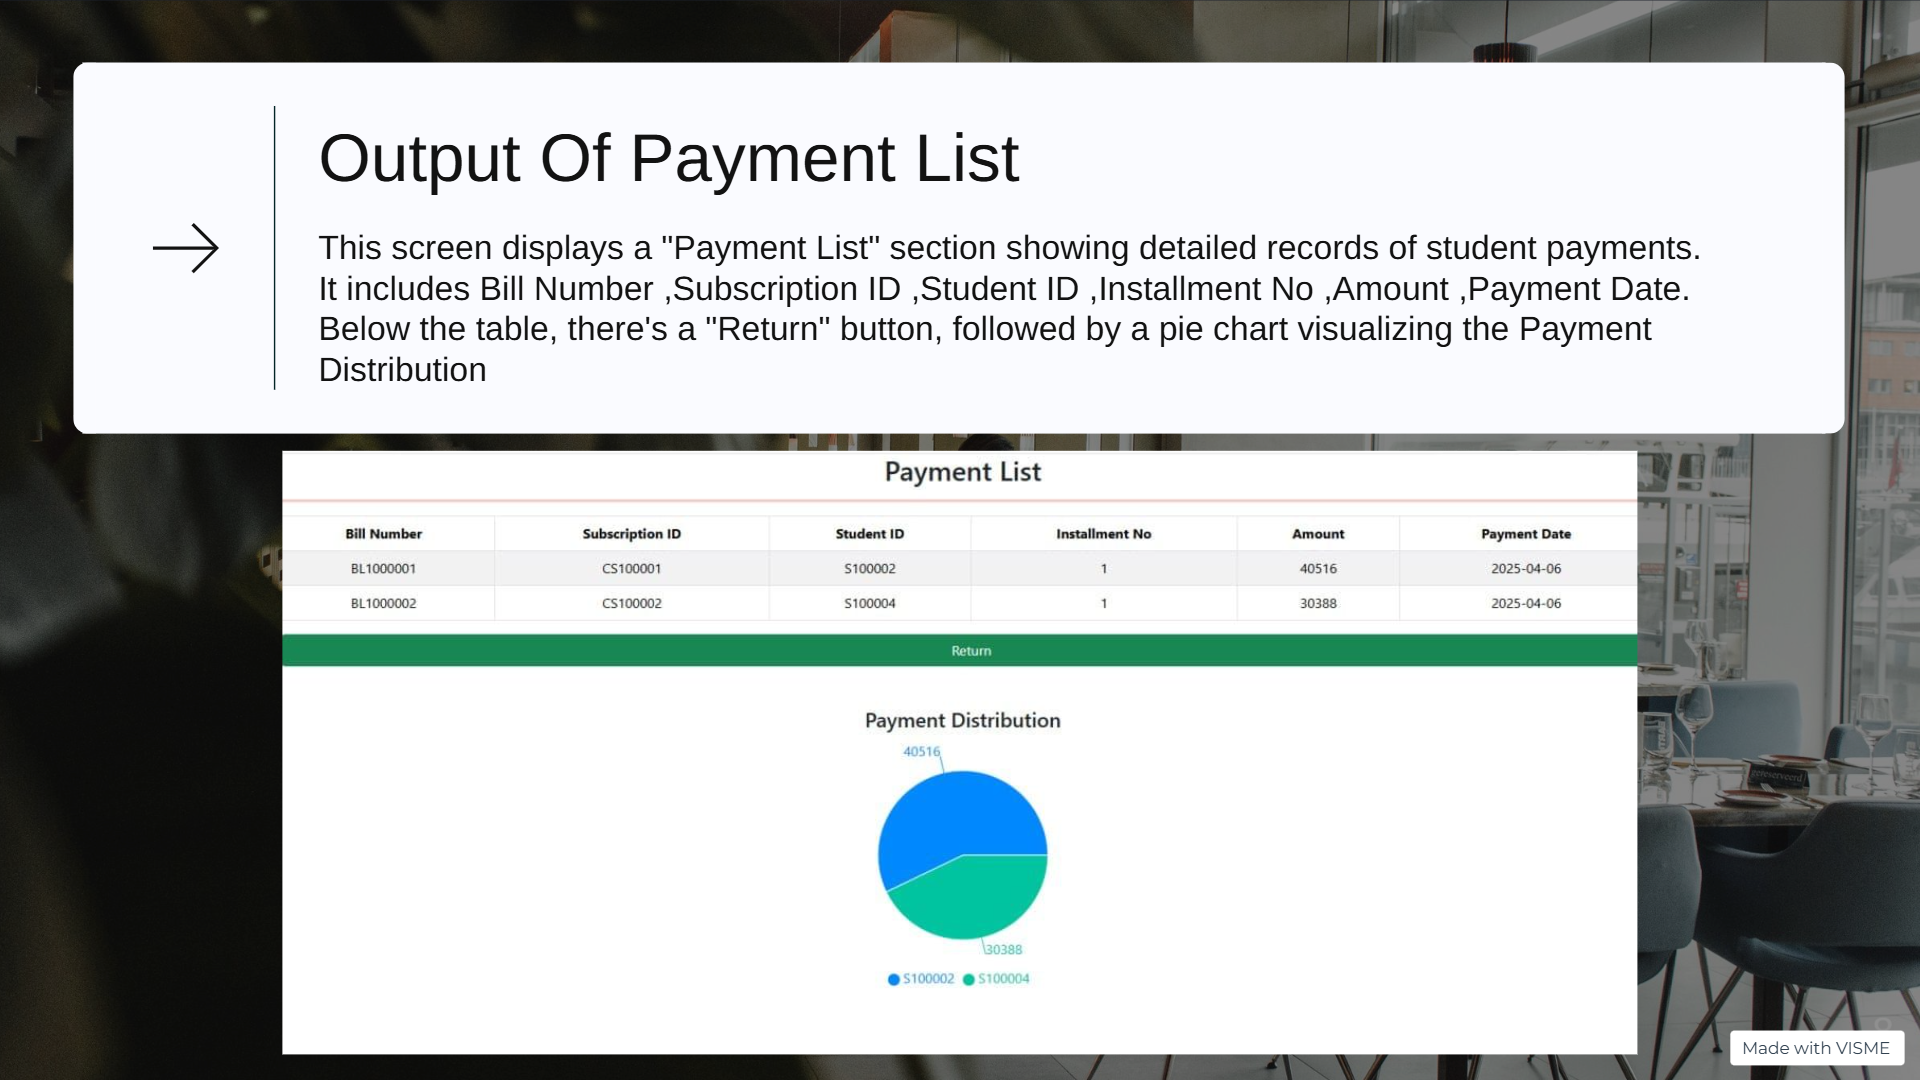 Output Of Payment List
This screen displays a "Payment List" section showing detailed records of student payments.
It includes Bill Number ,Subscription ID ,Student ID ,Installment No ,Amount ,Payment Date.
Below the table, there's a "Return" button, followed by a pie chart visualizing the Payment
Distribution
Payment List
Bill Number Subscription ID Student ID Installment No Amount Payment Date
BL1000001 CS100001 S100002 1 40516 2025-04-06
BL1000002 CS100002 S100004 1 30388 2025-04-06
Return
Payment Distribution
40516
30388
S100002 S100004
gereserveerd
Made with VISME